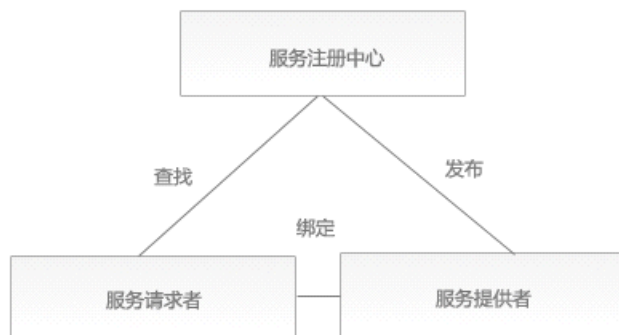 服务注册中心
查找
发布
绑定
服务请求者
服务提供者